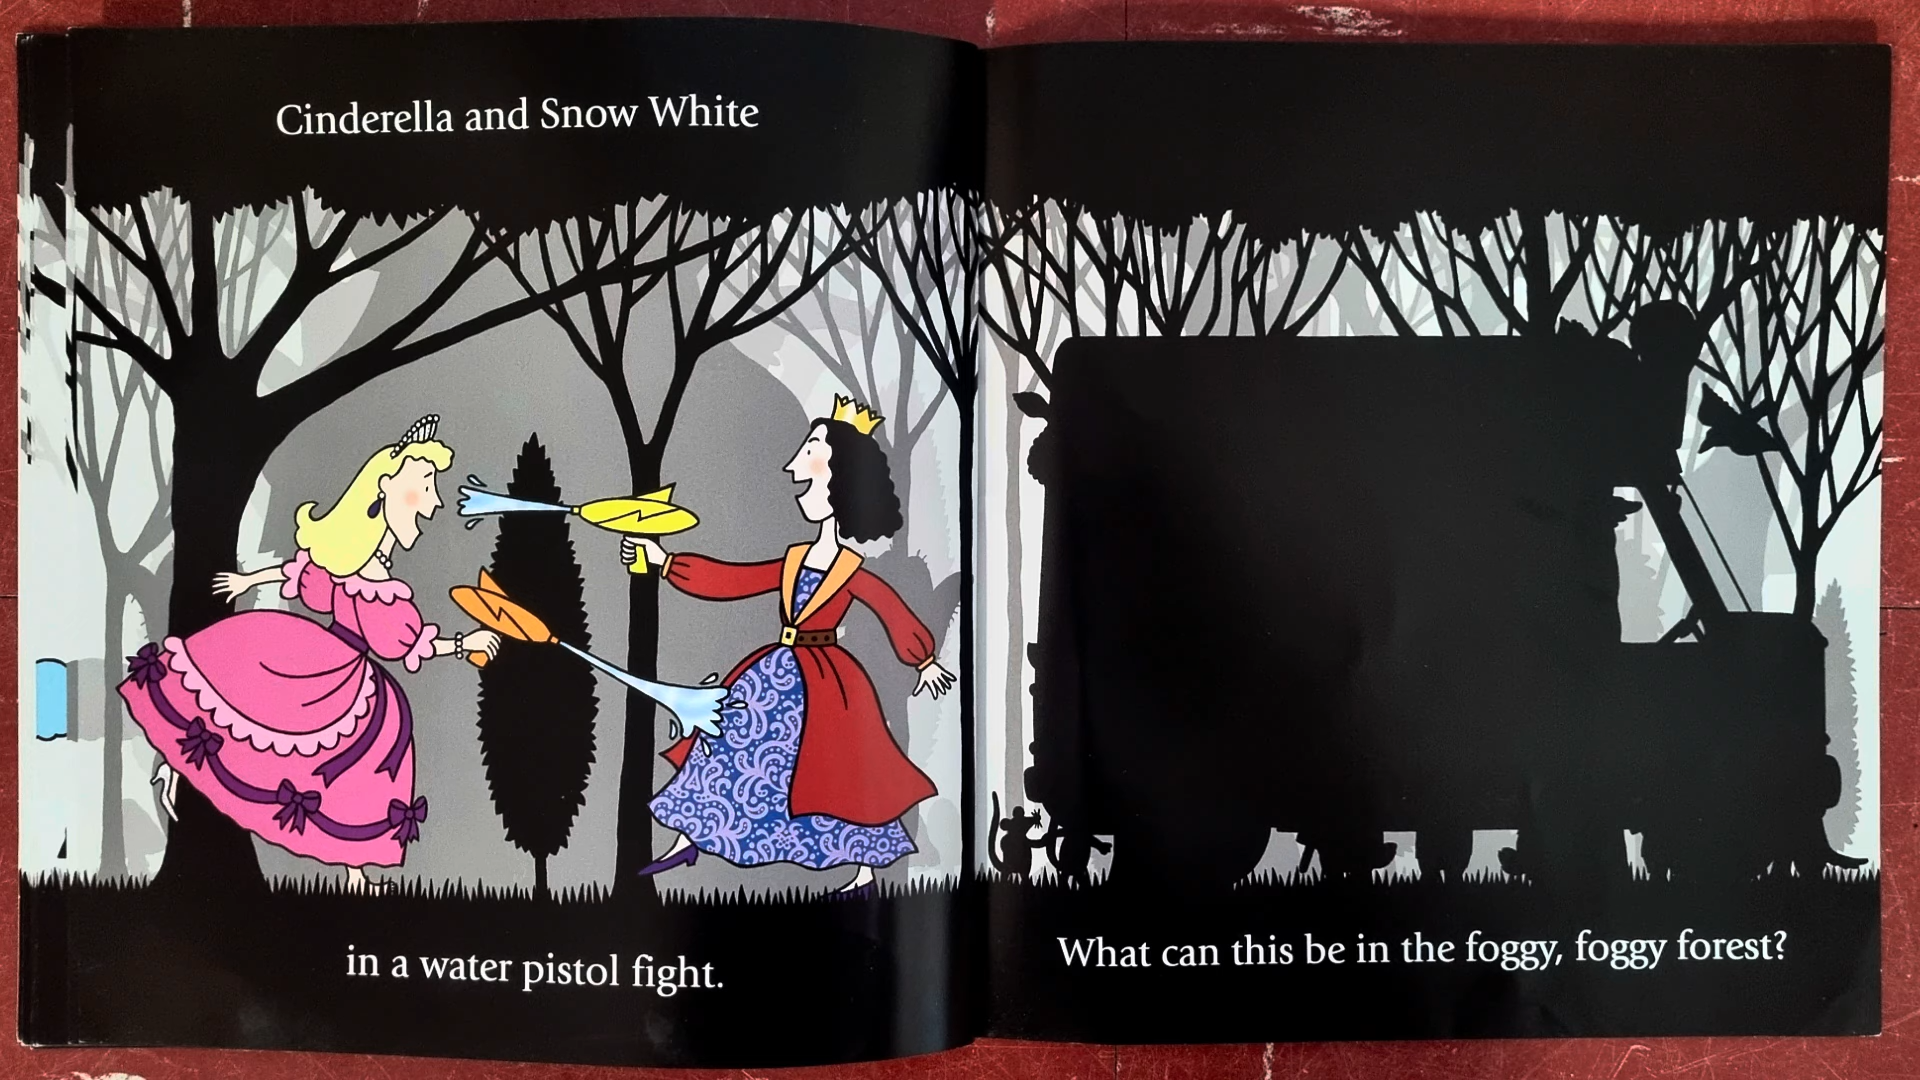 Cinderella and Snow White
in a water pistol fight.
What can this be in the foggy, foggy forest?